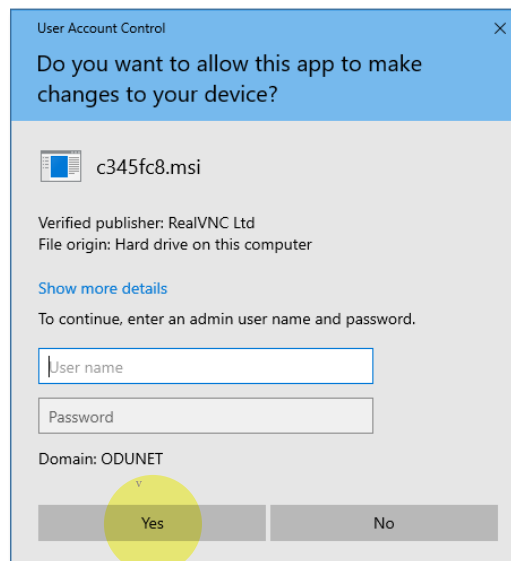 User Account Control
Do you want to allow this app to make
changes to your device?
c345fc8.msi
Verified publisher: RealVNC Ltd
File origin: Hard drive on this computer
Show more details
To continue, enter an admin user name and password.
User name
Password
Domain: ODUNET
v
Yes No